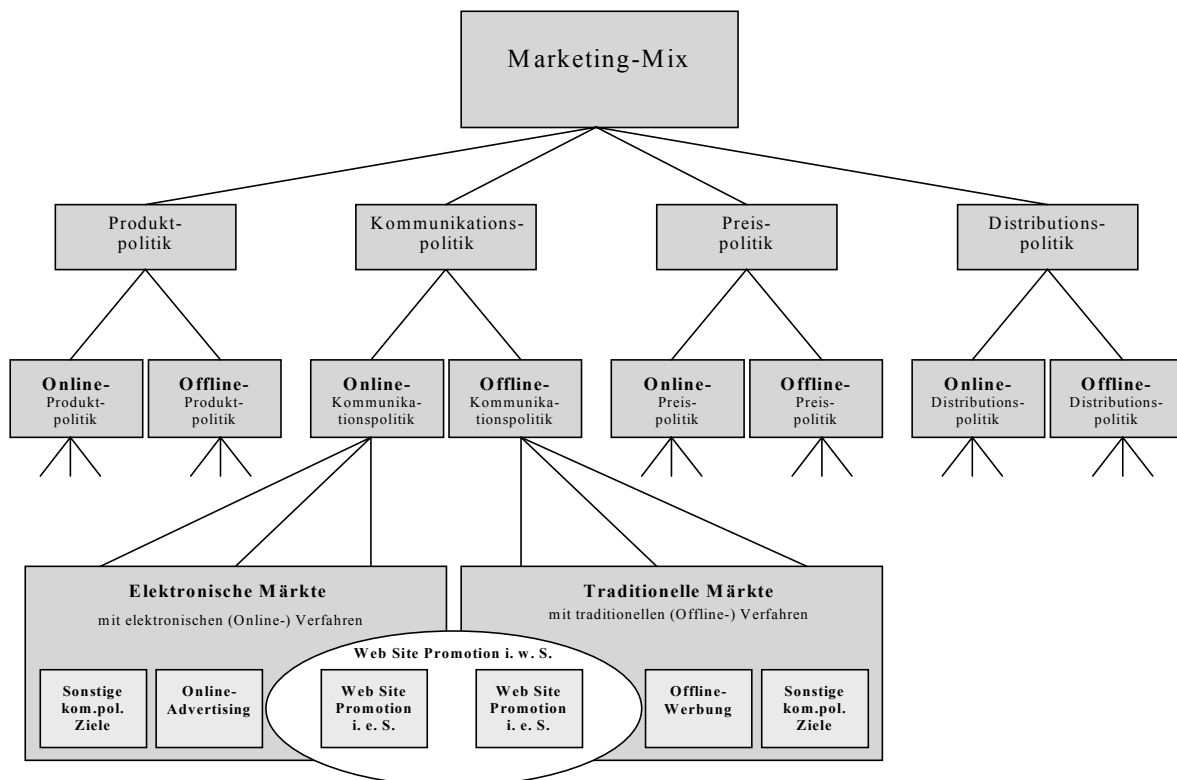 Marketing-Mix
Produkt-
politik
Kommunikations-
politik
Preis-
politik
Distributions-
politik
Online-
Produkt-
politik
Offline-
Produkt-
politik
Online-
Kommunika-
tionspolitik
Offline-
Kommunika-
tionspolitik
Online-
Preis-
politik
Offline-
Preis-
politik
Online-
Distributions-
politik
Offline-
Distributions-
politik
Elektronische Märkte
mit elektronischen (Online-) Verfahren
Traditionelle Märkte
mit traditionellen (Offline-) Verfahren
Web Site Promotion i. w. S.
Sonstige
kom.pol.
Ziele
Online-
Advertising
Web Site
Promotion
i. e. S.
Web Site
Promotion
i. e. S.
Offline-
Werbung
Sonstige
kom.pol.
Ziele